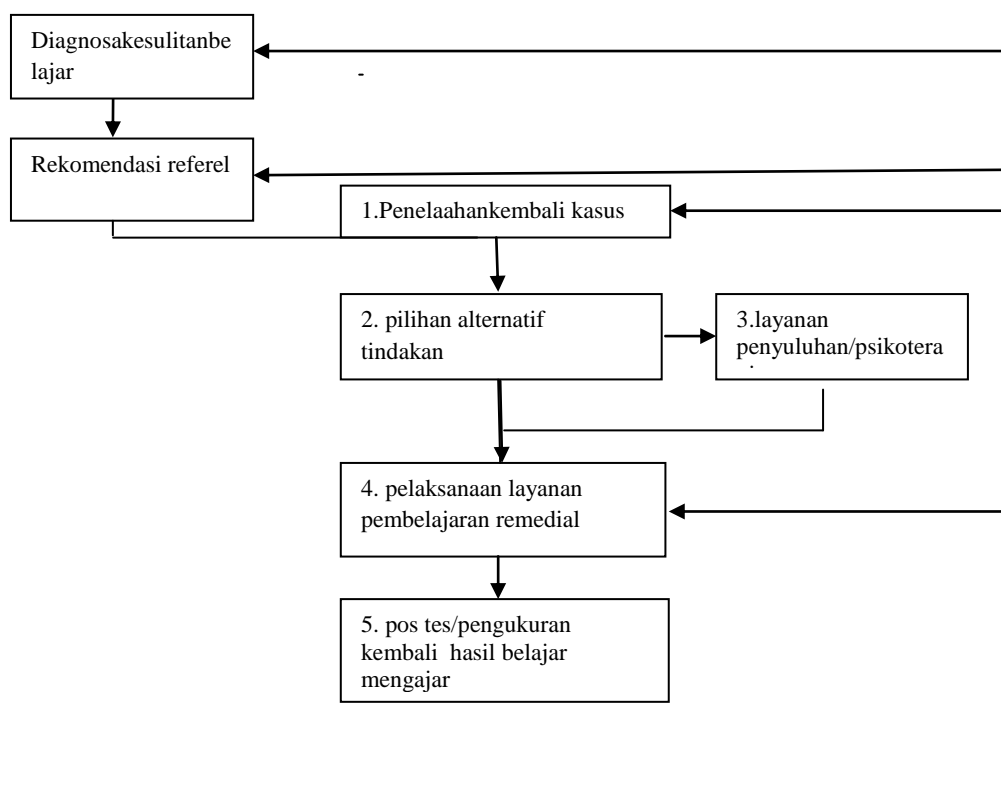 Diagnosakesulitanbe
lajar
-
Rekomendasi referel
1.Penelaahankembali kasus
2. pilihan alternatif
tindakan
3.layanan
penyuluhan/psikotera
4. pelaksanaan layanan
pembelajaran remedial
5. pos tes/pengukuran
kembali  hasil belajar
mengajar